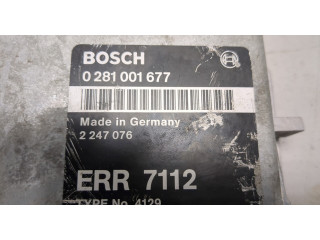 BOSCH
0 281 001 677
Made in Germany
2 247 076
ERR 7112
TYPE No. 4129